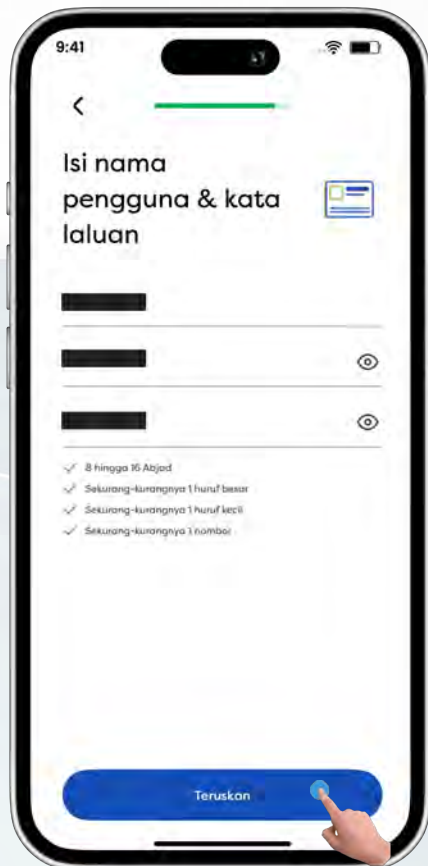 9:41
Isi nama
pengguna & kata
laluan
8 hingga 16 Abjad
Sekurang-kurangnya 1 huruf besar
Sekurang-kurangnya 1 huruf kecil
Sekurang-kurangnya 1 nombor
Teruskan